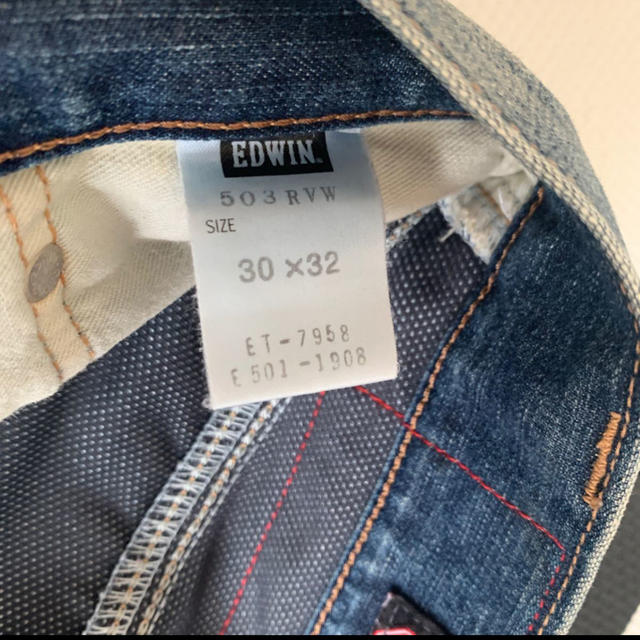 EDWIN.
503RVW
SIZE
30 ×32
ET-7958
E501-1908